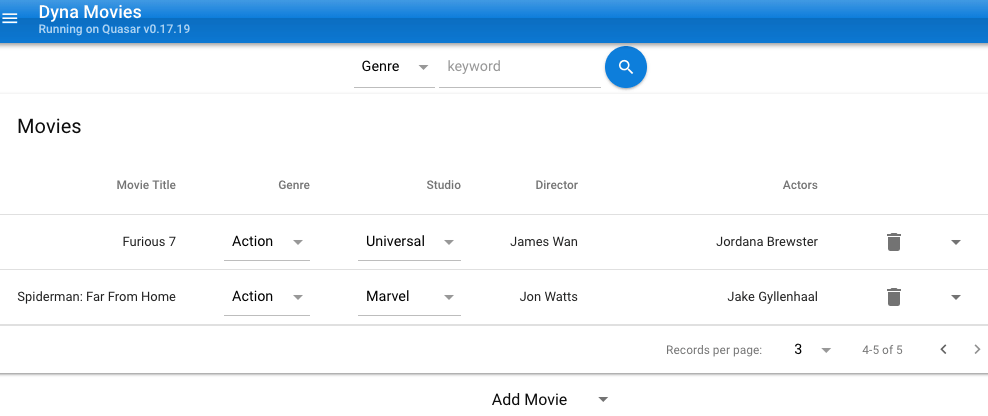 Dyna Movies
Running on Quasar v0.17.19
Genre keyword
Movies
Movie Title Genre Studio Director Actors
Furious 7 Action Universal James Wan Jordana Brewster
Spiderman: Far From Home Action Marvel Jon Watts Jake Gyllenhaal
Records per page: 3 4-5 of 5
Add Movie